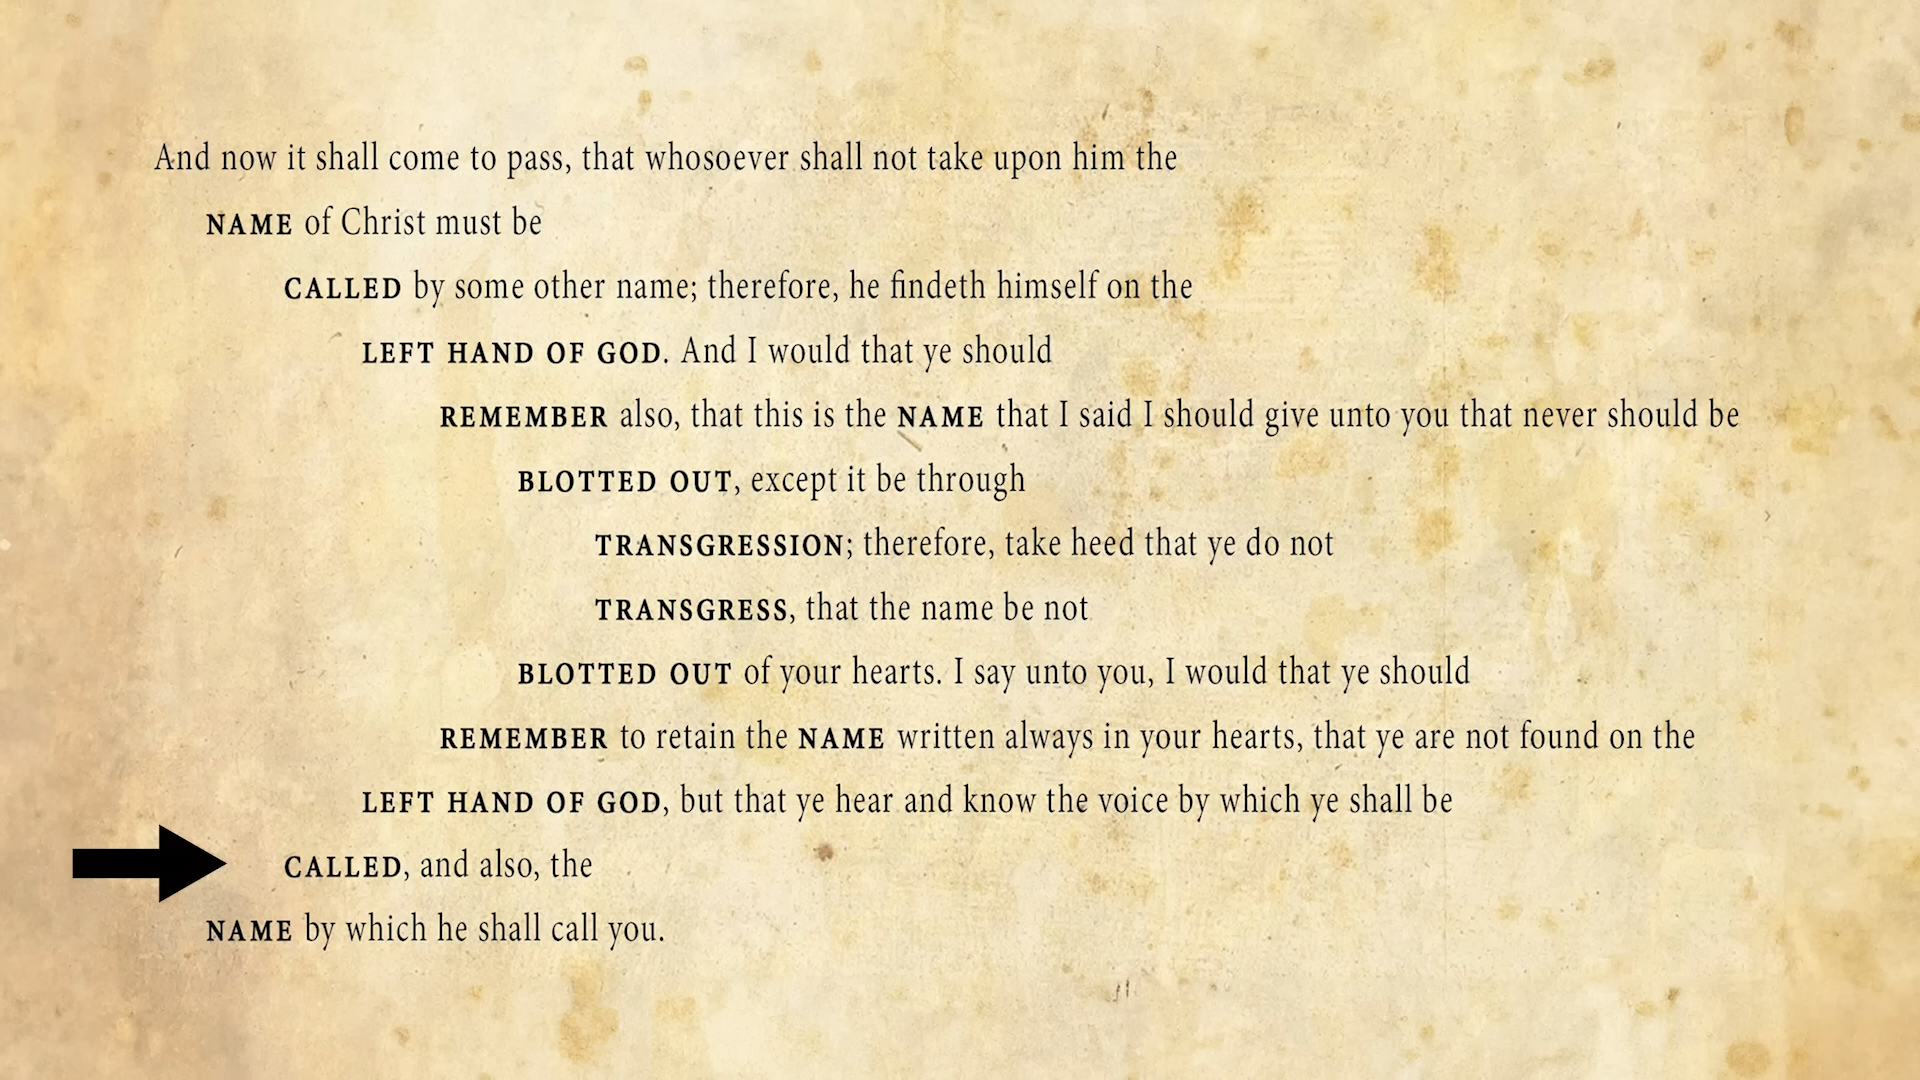 And now it shall come to pass, that whosoever shall not take upon him the
NAME of Christ must be
CALLED by some other name; therefore, he findeth himself on the
LEFT HAND OF GOD. And I would that ye should
REMEMBER also, that this is the NAME that I said I should give unto you that never should be
BLOTTED OUT, except it be through
TRANSGRESSION; therefore, take heed that ye do not
TRANSGRESS, that the name be not
BLOTTED OUT of your hearts. I say unto you, I would that ye should
REMEMBER to retain the NAME written always in your hearts, that ye are not found on the
LEFT HAND OF GOD, but that ye hear and know the voice by which ye shall be
CALLED, and also, the
NAME by which he shall call you.